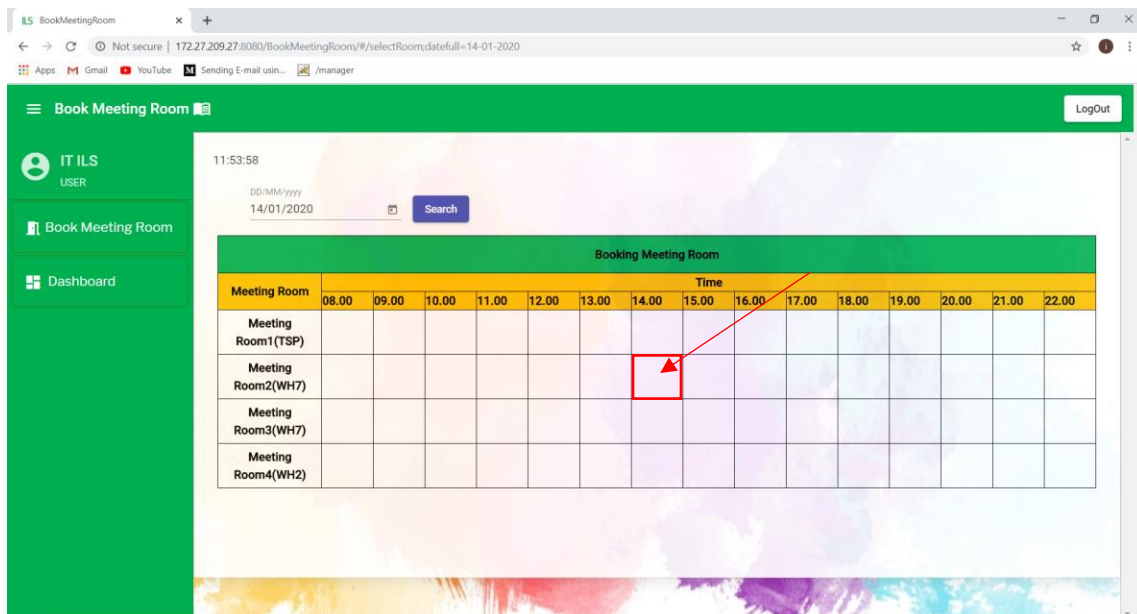 ILS BookMeetingRoom
Not secure | 172.27.209.27:8080/BookMeetingRoom/#/selectRoom;datefull=14-01-2020
Apps Gmail YouTube Sending E-mail usin... /manager
Book Meeting Room LogOut
IT ILS
USER
Book Meeting Room
Dashboard
11:53:58
DD/MM/yyyy
14/01/2020 Search
Booking Meeting Room
Meeting Room Time
08.00 09.00 10.00 11.00 12.00 13.00 14.00 15.00 16.00 17.00 18.00 19.00 20.00 21.00 22.00
Meeting
Room1(TSP)
Meeting
Room2(WH7)
Meeting
Room3(WH7)
Meeting
Room4(WH2)